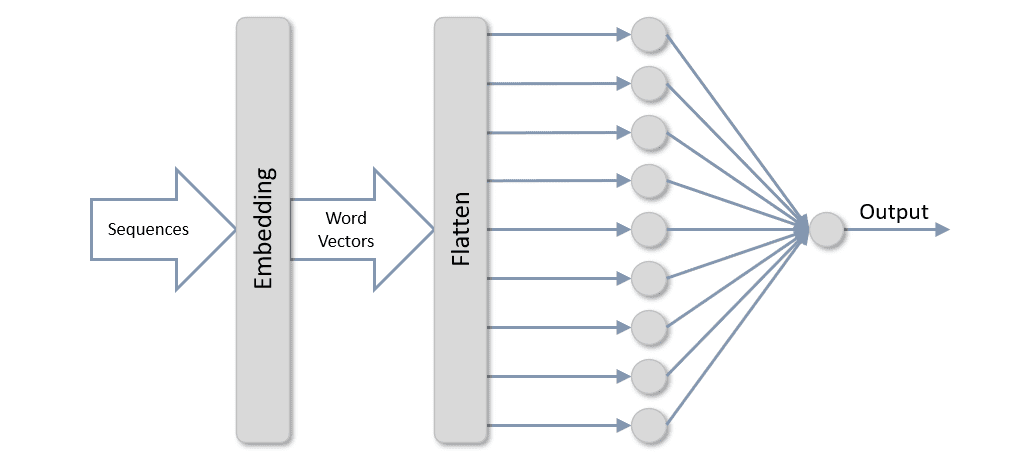 Sequences
Embedding
Word
Vectors
Flatten
Output